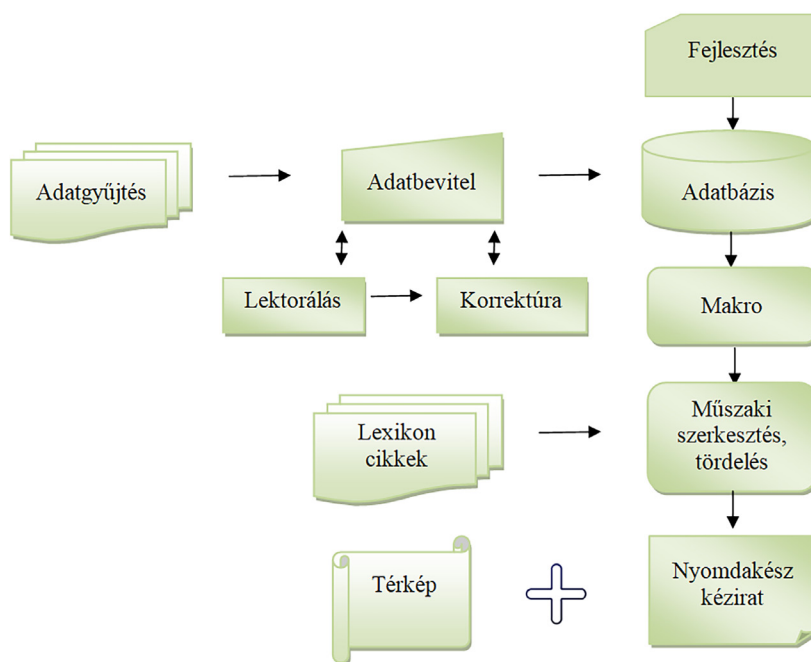 Fejlesztés
Adatgyűjtés
Adatbevitel
Adatbázis
Lektorálás
Korrektúra
Makro
Lexikon
cikkek
Műszaki
szerkesztés,
tördelés
Térkép
Nyomdakész
kézirat